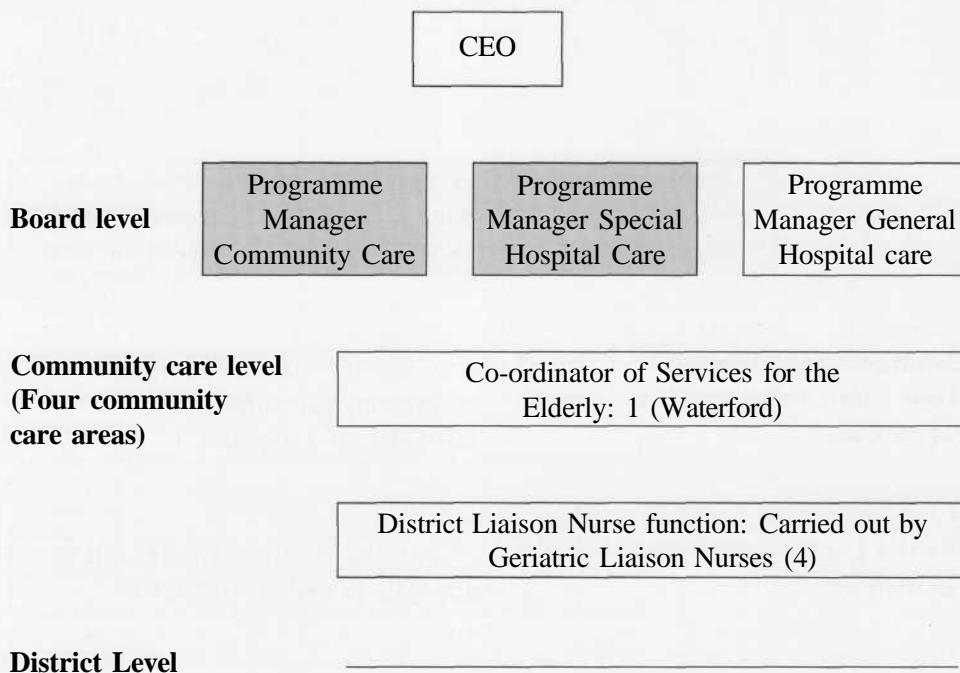 CEO
Board level
Programme
Manager
Community Care
Programme
Manager Special
Hospital Care
Programme
Manager General
Hospital care
Community care level
(Four community
care areas)
Co-ordinator of Services for the
Elderly: 1 (Waterford)
District Liaison Nurse function: Carried out by
Geriatric Liaison Nurses (4)
District Level